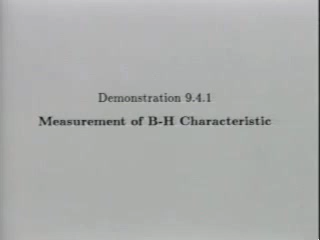 Demonstration 9.4.1
Measurement of B-H Characteristic